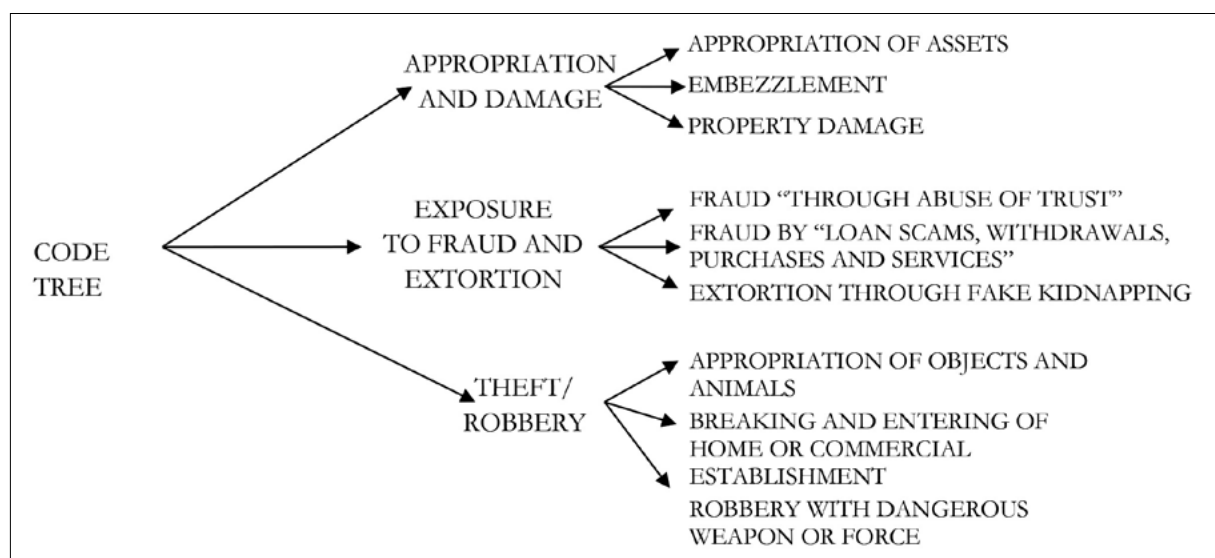 CODE
TREE
APPROPRIATION
AND DAMAGE
APPROPRIATION OF ASSETS
EMBEZZLEMENT
PROPERTY DAMAGE
EXPOSURE
TO FRAUD AND
EXTORTION
FRAUD “THROUGH ABUSE OF TRUST”
FRAUD BY “LOAN SCAMS, WITHDRAWALS,
PURCHASES AND SERVICES”
EXTORTION THROUGH FAKE KIDNAPPING
THEFT/
ROBBERY
APPROPRIATION OF OBJECTS AND
ANIMALS
BREAKING AND ENTERING OF
HOME OR COMMERCIAL
ESTABLISHMENT
ROBBERY WITH DANGEROUS
WEAPON OR FORCE